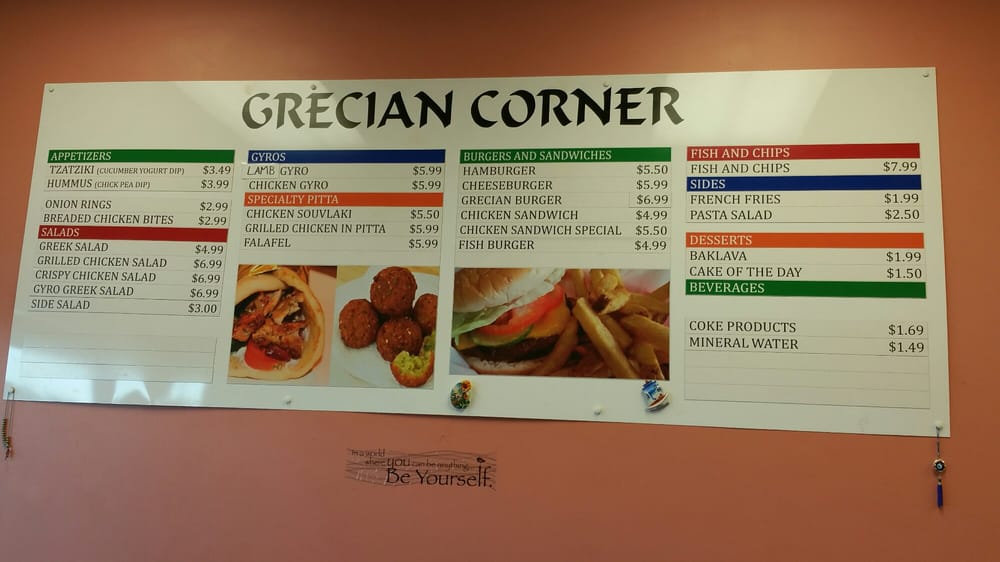 GRECIAN CORNER
APPETIZERS
TZATZIKI (CUCUMBER YOGURT DIP) $3.49
HUMMUS (CHICK PEA DIP) $3.99
ONION RINGS $2.99
BREADED CHICKEN BITES $2.99
SALADS
GREEK SALAD $4.99
GRILLED CHICKEN SALAD $6.99
CRISPY CHICKEN SALAD $6.99
GYRO GREEK SALAD $6.99
SIDE SALAD $3.00
GYROS
LAMB GYRO $5.99
CHICKEN GYRO $5.99
SPECIALTY PITTA
CHICKEN SOUVLAKI $5.50
GRILLED CHICKEN IN PITTA $5.99
FALAFEL $5.99
BURGERS AND SANDWICHES
HAMBURGER $5.50
CHEESEBURGER $5.99
GRECIAN BURGER $6.99
CHICKEN SANDWICH $4.99
CHICKEN SANDWICH SPECIAL $5.50
FISH BURGER $4.99
FISH AND CHIPS
FISH AND CHIPS $7.99
SIDES
FRENCH FRIES $1.99
PASTA SALAD $2.50
DESSERTS
BAKLAVA $1.99
CAKE OF THE DAY $1.50
BEVERAGES
COKE PRODUCTS $1.69
MINERAL WATER $1.49
In a world
where you can be anything,
Be Yourself.